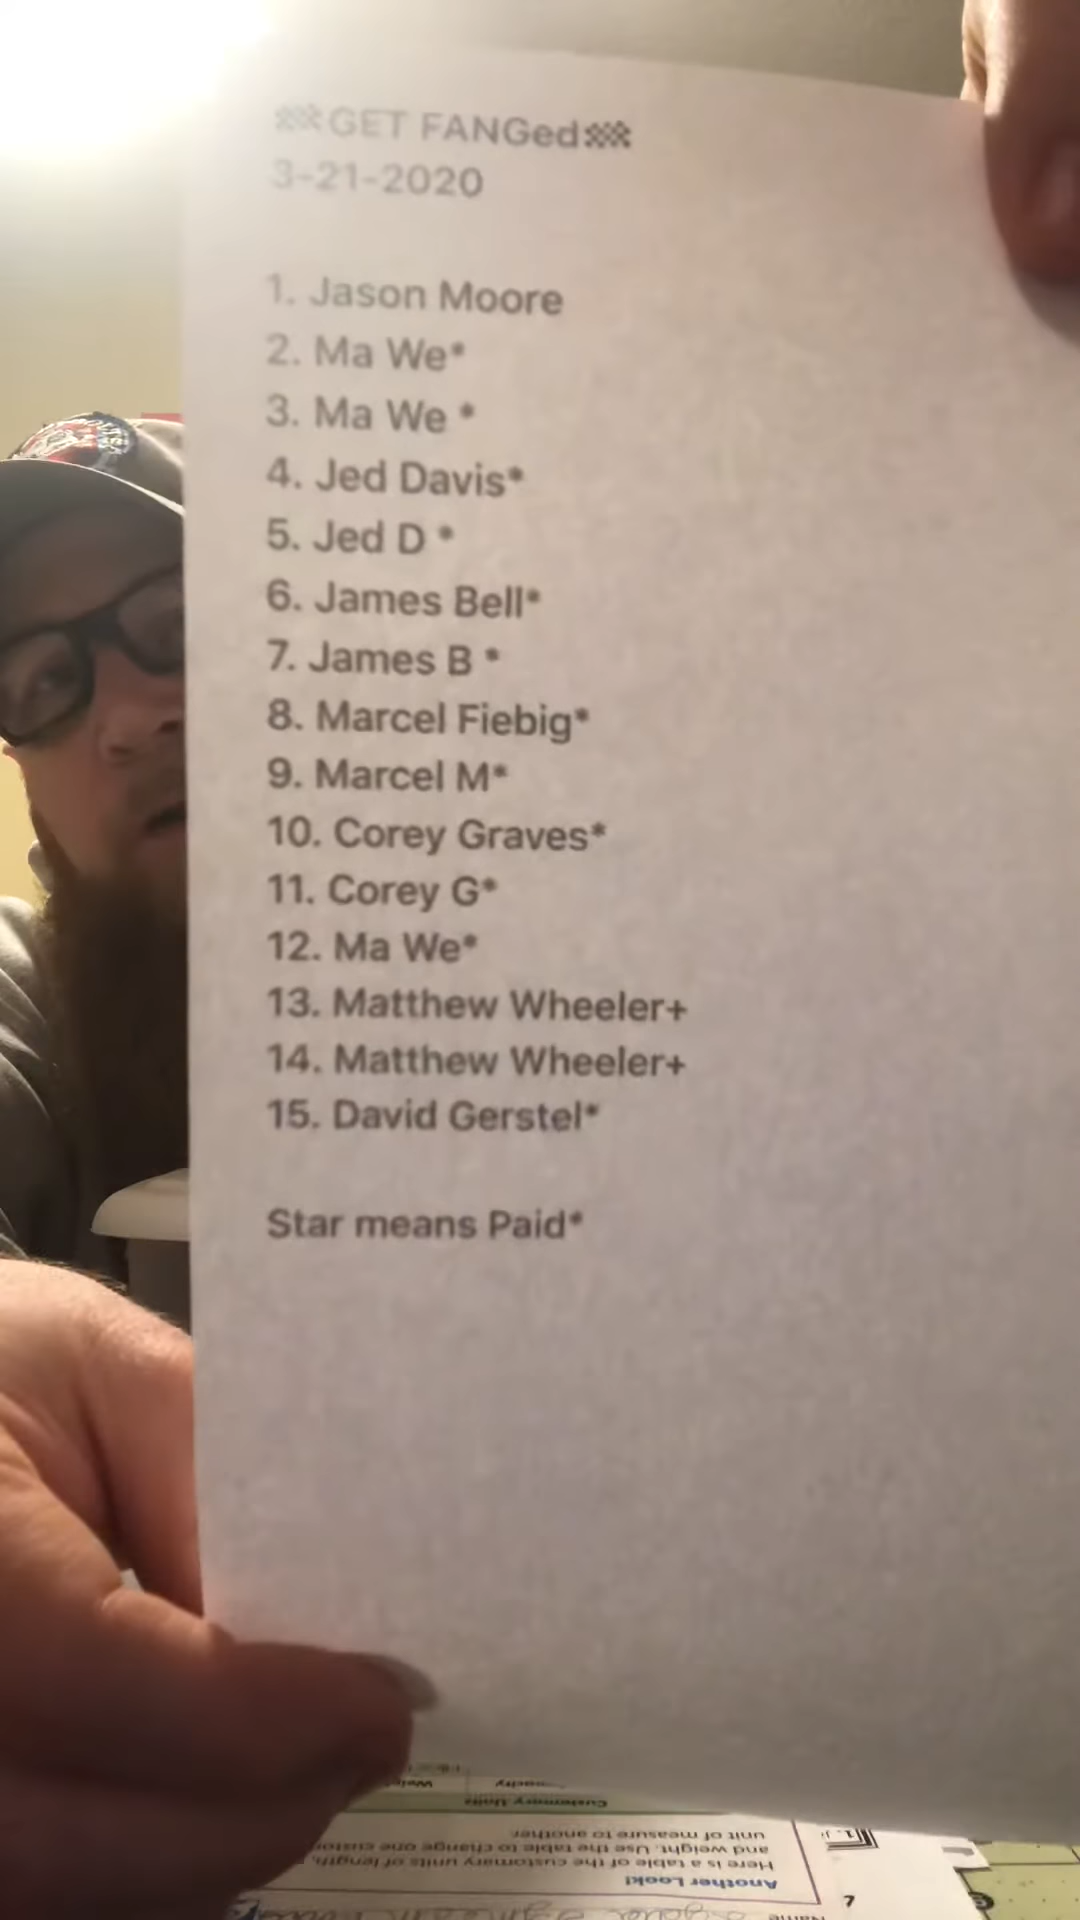 🏁GET FANGed🏁
3-21-2020
1. Jason Moore
2. Ma We*
3. Ma We *
4. Jed Davis*
5. Jed D *
6. James Bell*
7. James B *
8. Marcel Fiebig*
9. Marcel M*
10. Corey Graves*
11. Corey G*
12. Ma We*
13. Matthew Wheeler+
14. Matthew Wheeler+
15. David Gerstel*
Star means Paid*
Customary Units
unit of measure to another.
and weight. Use the table to change one
Here is a table of the customary units of length,
Another Look!
7
Name